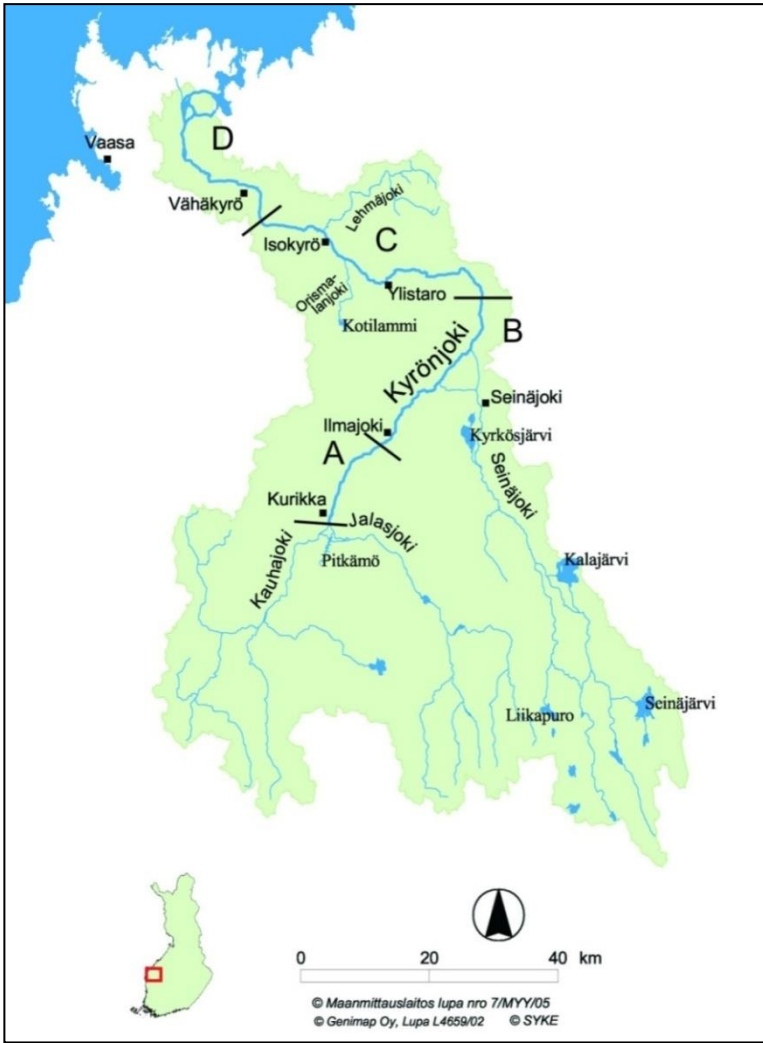 D
Vaasa
Vähäkyrö
Lehmäjoki
C
Isokyrö
Orisma-
lanjoki
Ylistaro
Kotilammi
B
Kyrönjoki
Seinäjoki
Ilmajoki
Kyrkösjärvi
A
Seinäjoki
Kurikka
Jalasjoki
Kauhajoki
Pitkämö
Kalajärvi
Seinäjärvi
Liikapuro
0 20 40 km
© Maanmittauslaitos lupa nro 7/MYY/05
© Genimap Oy, Lupa L4659/02 © SYKE